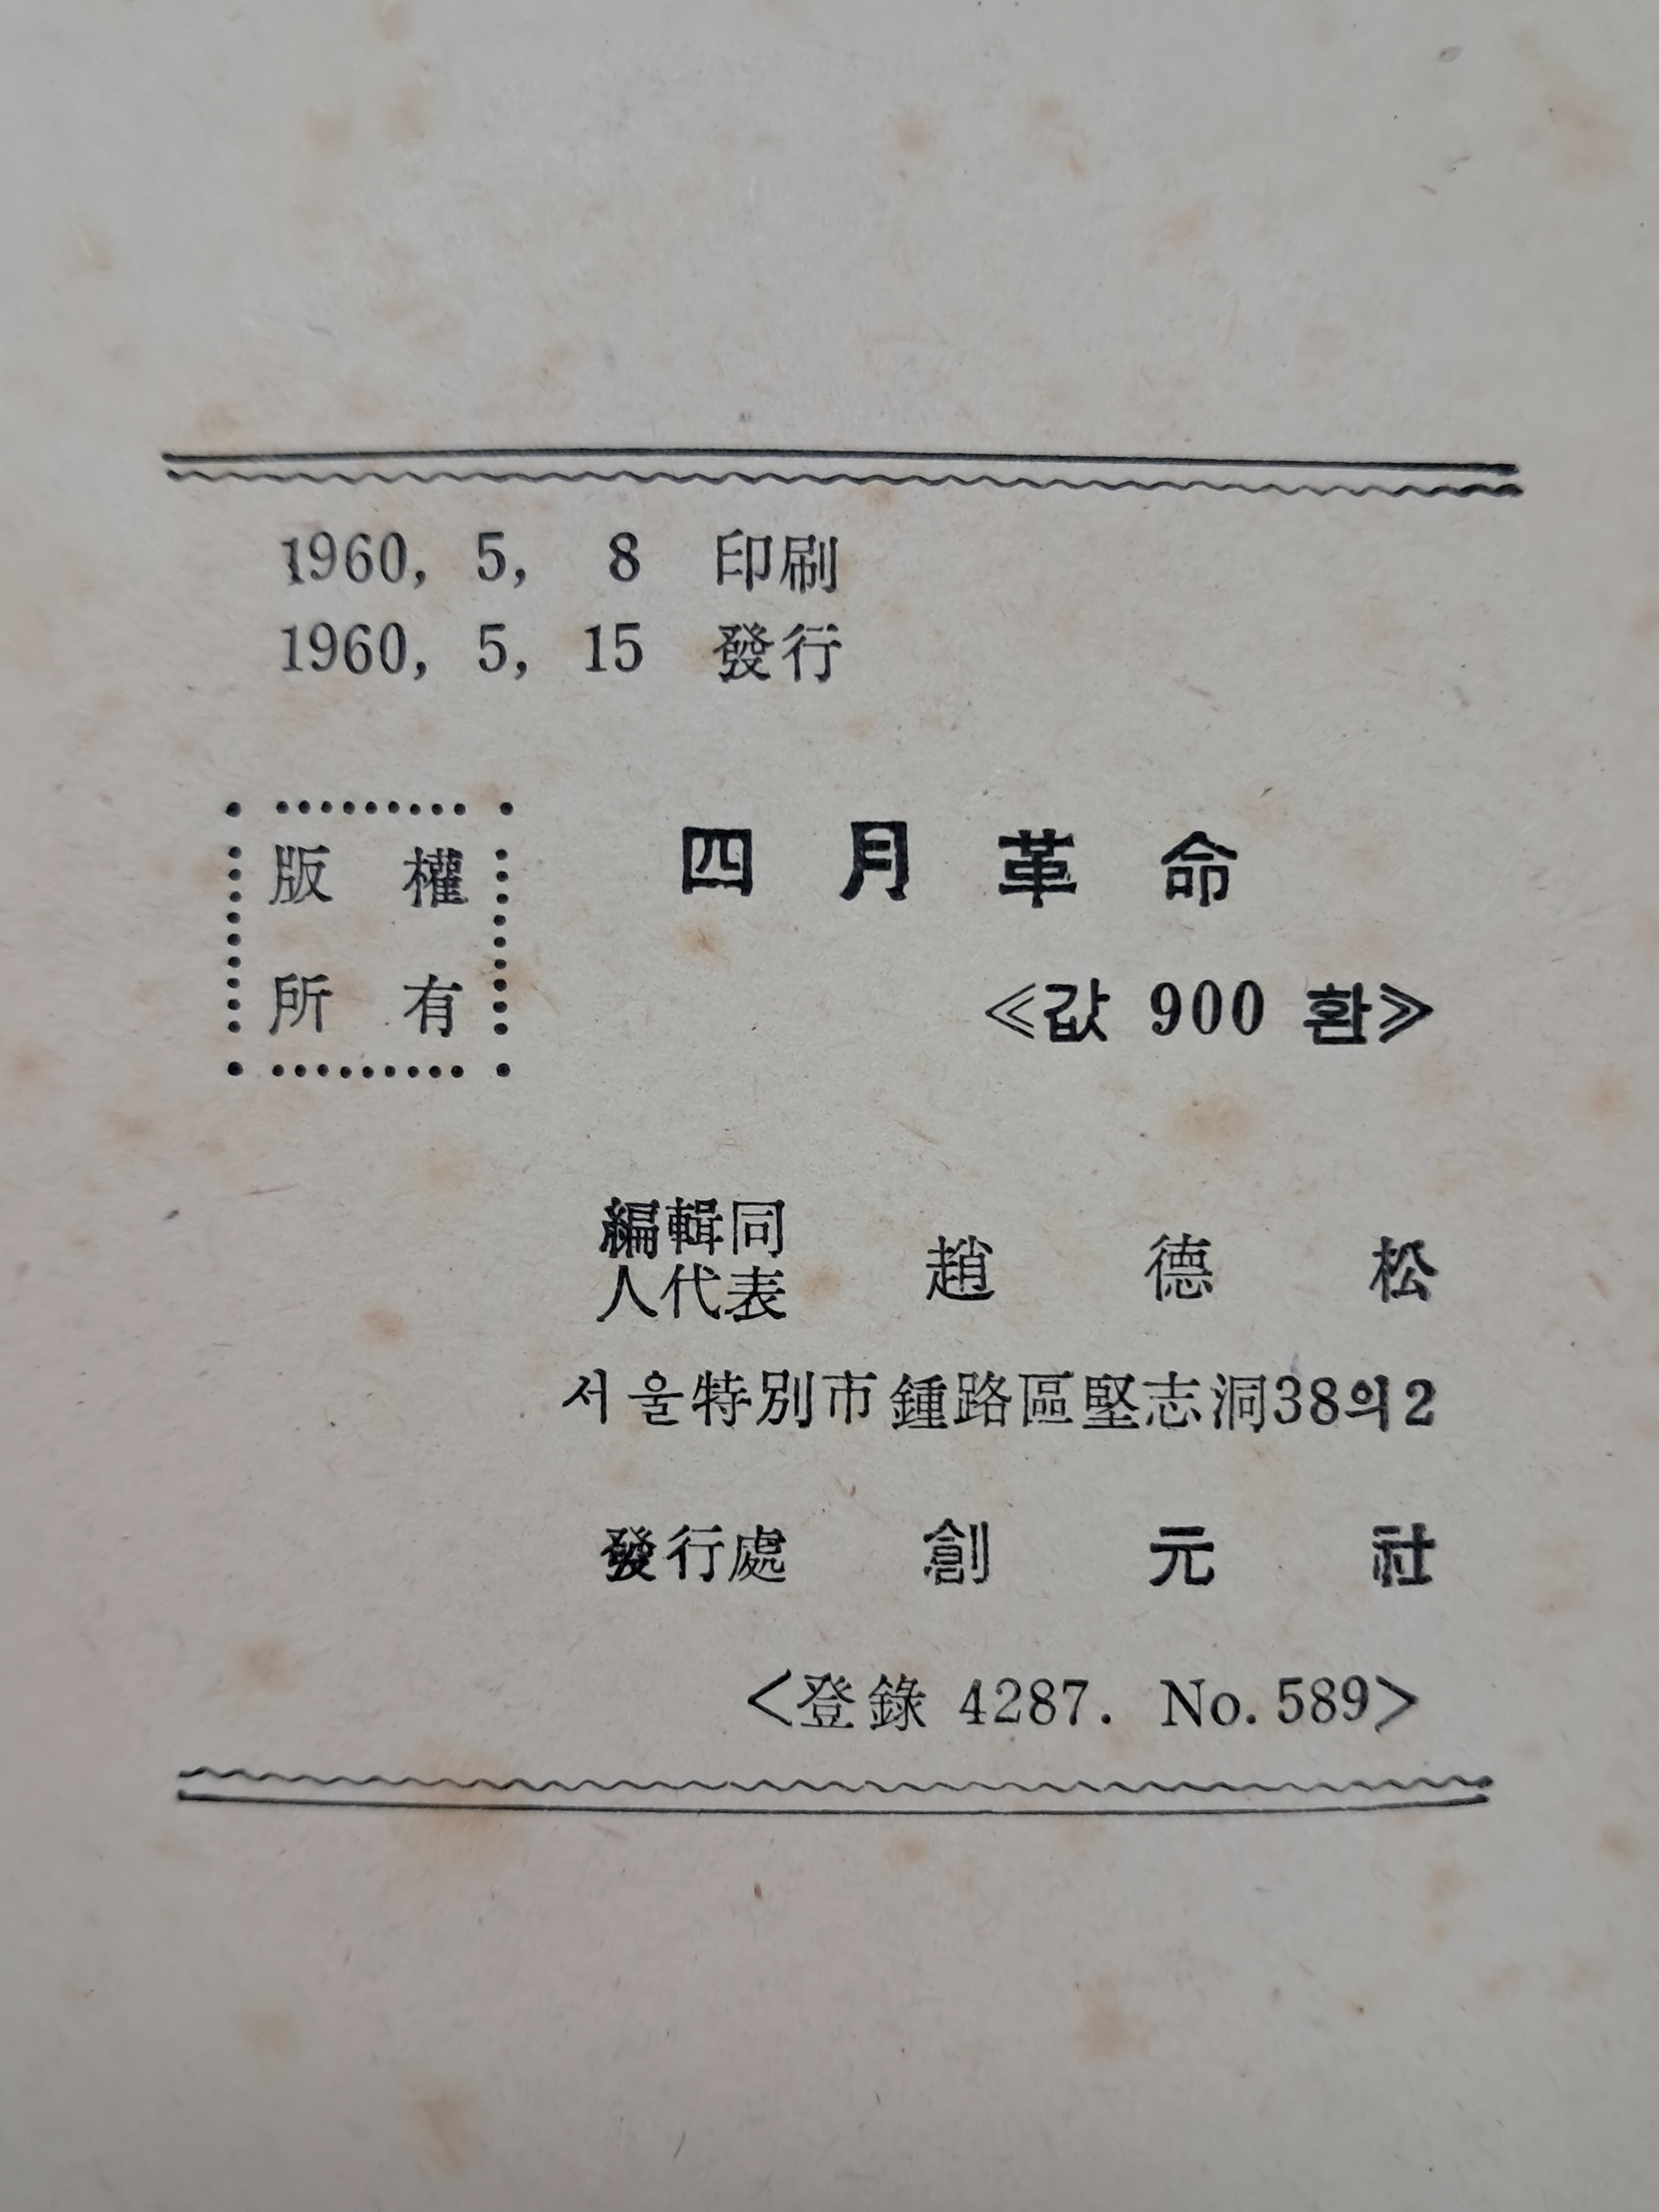 1960, 5, 8 印刷
1960, 5, 15 發行
版權
所有
四月革命
≪값 900 환≫
編輯同
人代表
趙德松
서울特別市鍾路區堅志洞38의2
發行處 創元社
<登錄 4287. No. 589>